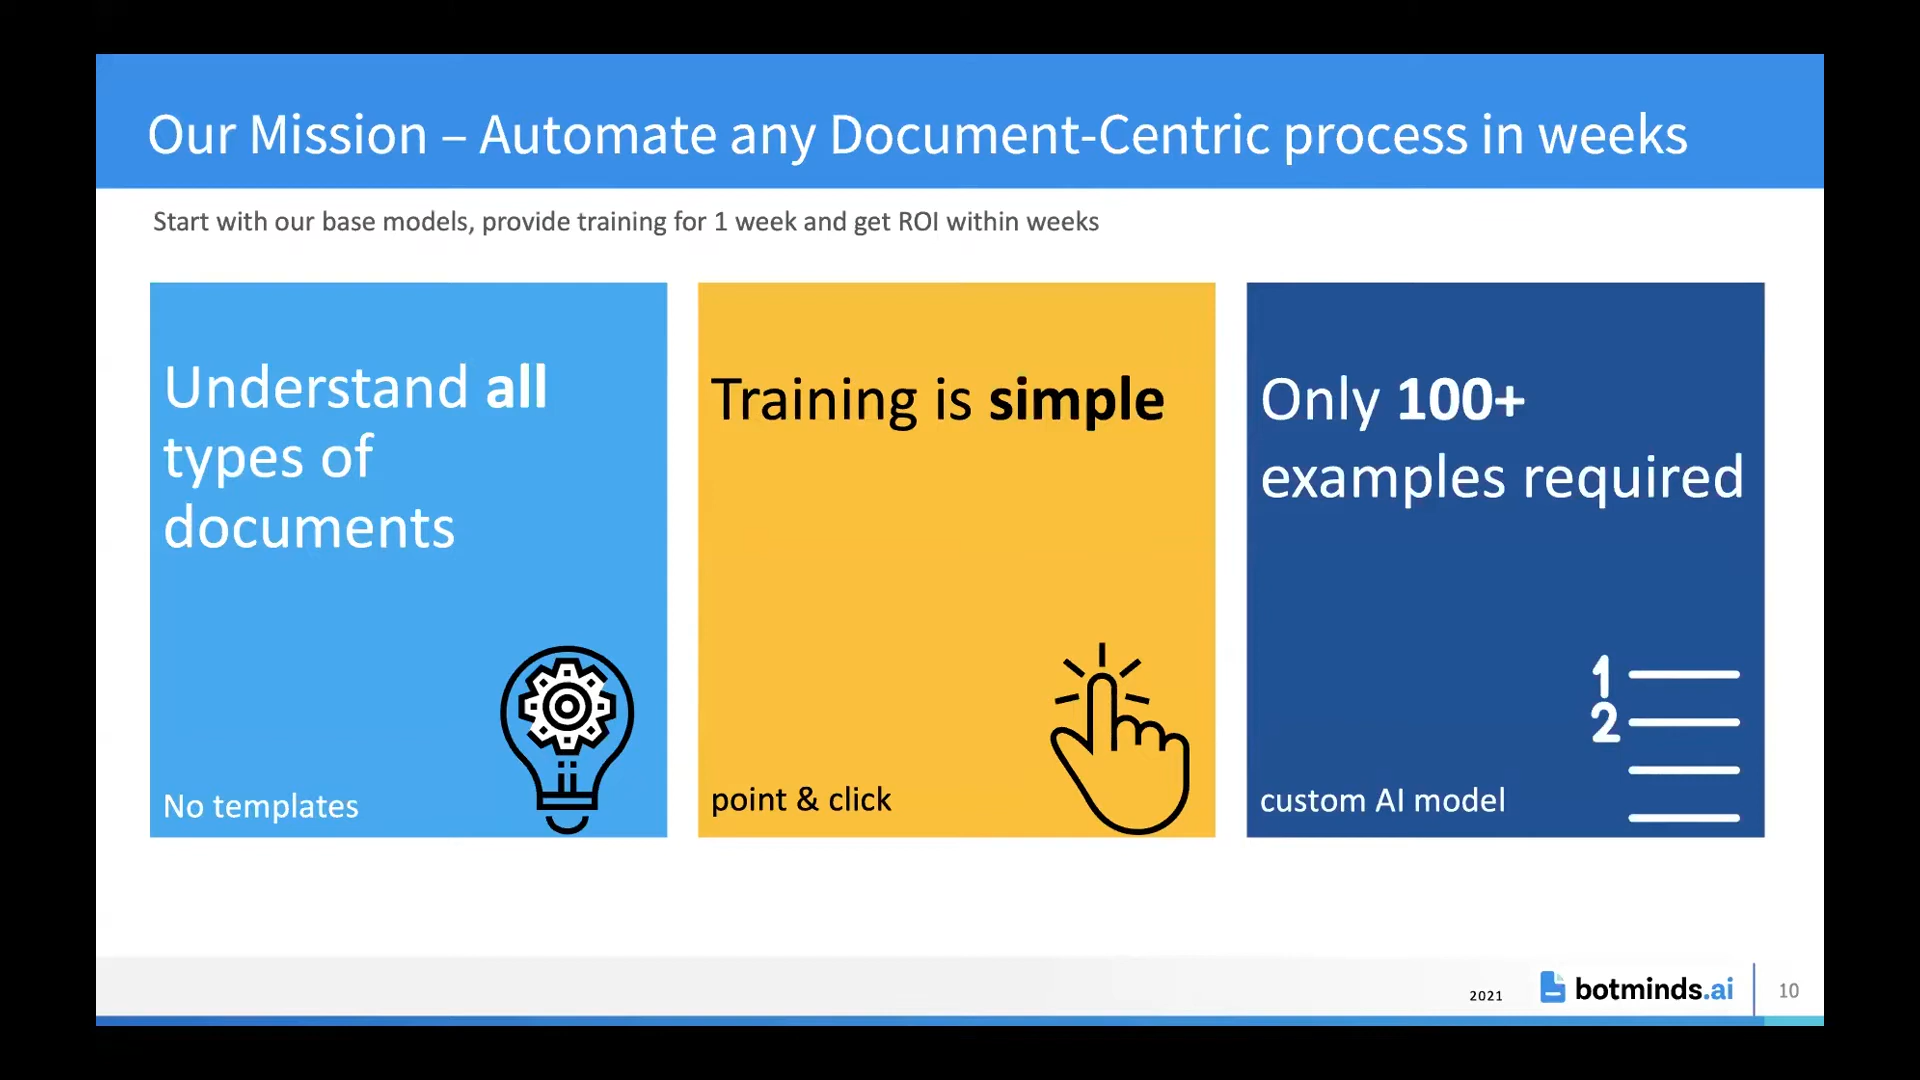 Our Mission – Automate any Document-Centric process in weeks
Start with our base models, provide training for 1 week and get ROI within weeks
Understand all
types of
documents
No templates
Training is simple
point & click
Only 100+
examples required
1
2
custom AI model
2021
botminds.ai
10